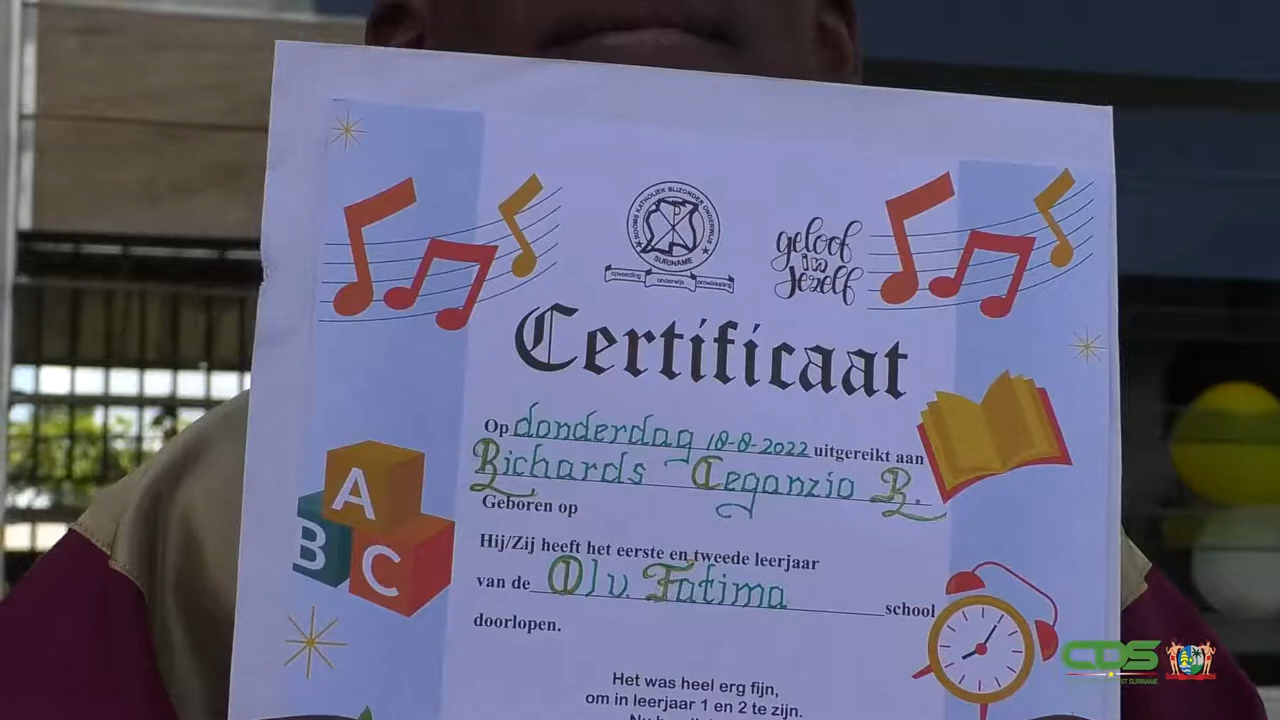 ROOMS KATHOLIEK BIJZONDER ONDERWIJS
SURINAME
opvoeding onderwijs ontwikkeling
geloof
in
Jezelf
Certificaat
Op donderdag 18-8-2022 uitgereikt aan
Richards Ceganzio R.
Geboren op
Hij/Zij heeft het eerste en tweede leerjaar
van de Olv. Fatima school
doorlopen.
A
B
C
Het was heel erg fijn,
om in leerjaar 1 en 2 te zijn.
CDS